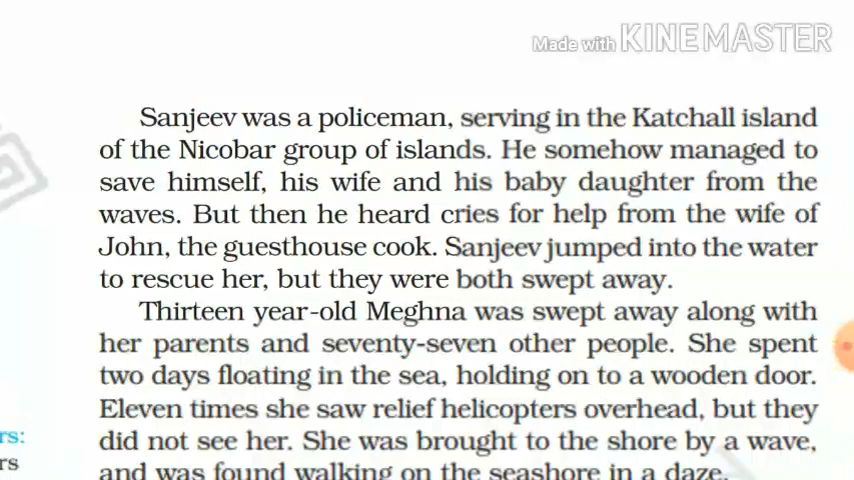 Made with KINEMASTER
Sanjeev was a policeman, serving in the Katchall island
of the Nicobar group of islands. He somehow managed to
save himself, his wife and his baby daughter from the
waves. But then he heard cries for help from the wife of
John, the guesthouse cook. Sanjeev jumped into the water
to rescue her, but they were both swept away.
Thirteen year-old Meghna was swept away along with
her parents and seventy-seven other people. She spent
two days floating in the sea, holding on to a wooden door.
Eleven times she saw relief helicopters overhead, but they
did not see her. She was brought to the shore by a wave,
and was found walking on the seashore in a daze.
rs:
rs